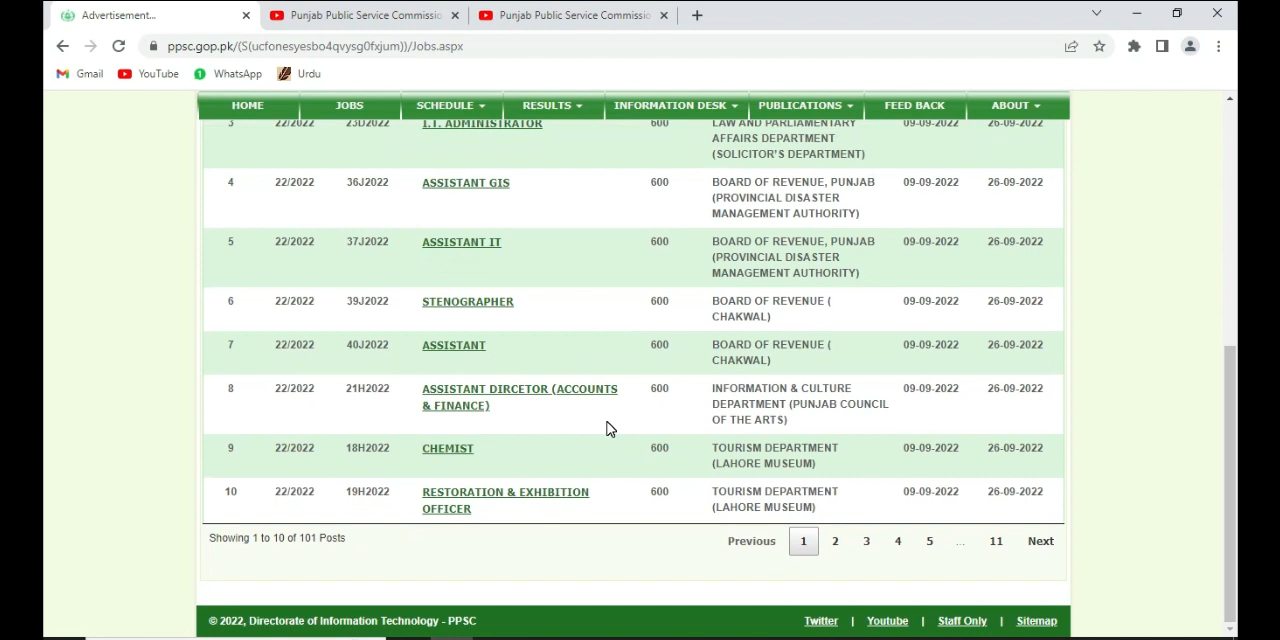 Advertisement...
Punjab Public Service Commissio
Punjab Public Service Commissio
ppsc.gop.pk/(S(ucfonesyesbo4qvysg0fxjum))/Jobs.aspx
Gmail YouTube WhatsApp Urdu
HOME JOBS SCHEDULE RESULTS INFORMATION DESK PUBLICATIONS FEED BACK ABOUT
3 22/2022 23D2022 I.T. ADMINISTRATOR 600 LAW AND PARLIAMENTARY 09-09-2022 26-09-2022
AFFAIRS DEPARTMENT
(SOLICITOR'S DEPARTMENT)
4 22/2022 36J2022 ASSISTANT GIS 600 BOARD OF REVENUE, PUNJAB 09-09-2022 26-09-2022
(PROVINCIAL DISASTER
MANAGEMENT AUTHORITY)
5 22/2022 37J2022 ASSISTANT IT 600 BOARD OF REVENUE, PUNJAB 09-09-2022 26-09-2022
(PROVINCIAL DISASTER
MANAGEMENT AUTHORITY)
6 22/2022 39J2022 STENOGRAPHER 600 BOARD OF REVENUE ( 09-09-2022 26-09-2022
CHAKWAL)
7 22/2022 40J2022 ASSISTANT 600 BOARD OF REVENUE ( 09-09-2022 26-09-2022
CHAKWAL)
8 22/2022 21H2022 ASSISTANT DIRCETOR (ACCOUNTS 600 INFORMATION & CULTURE 09-09-2022 26-09-2022
& FINANCE) DEPARTMENT (PUNJAB COUNCIL
OF THE ARTS)
9 22/2022 18H2022 CHEMIST 600 TOURISM DEPARTMENT 09-09-2022 26-09-2022
(LAHORE MUSEUM)
10 22/2022 19H2022 RESTORATION & EXHIBITION 600 TOURISM DEPARTMENT 09-09-2022 26-09-2022
OFFICER (LAHORE MUSEUM)
Showing 1 to 10 of 101 Posts Previous 1 2 3 4 5 ... 11 Next
© 2022, Directorate of Information Technology - PPSC Twitter | Youtube | Staff Only | Sitemap